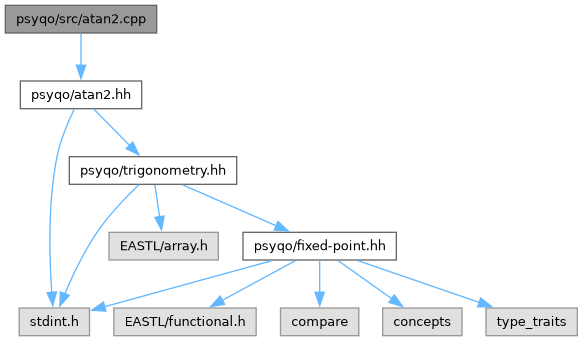 psyqo/src/atan2.cpp
psyqo/atan2.hh
psyqo/trigonometry.hh
EASTL/array.h
psyqo/fixed-point.hh
stdint.h
EASTL/functional.h
compare
concepts
type_traits